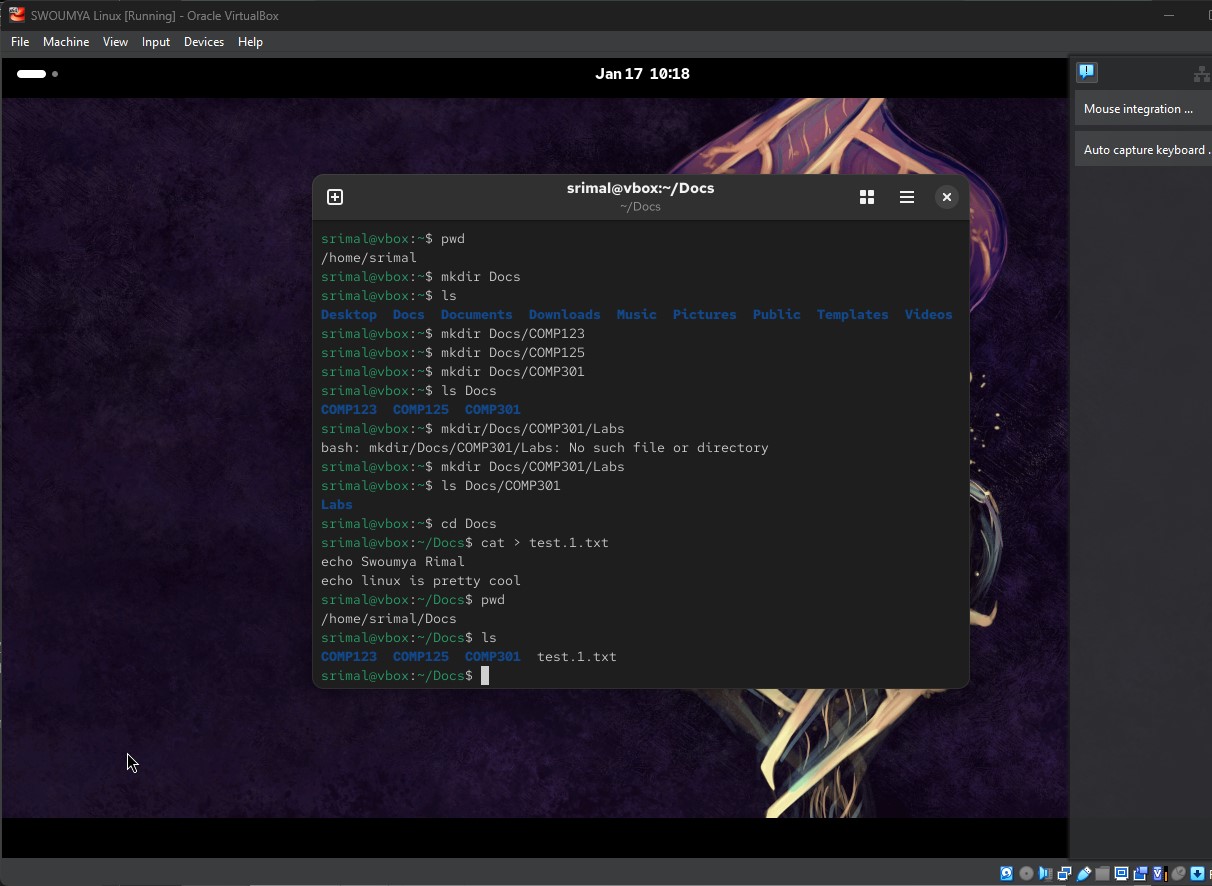 SWOUMYA Linux [Running] - Oracle VirtualBox
File Machine View Input Devices Help
Jan 17 10:18
Mouse integration ...
Auto capture keyboard .
srimal@vbox:~/Docs
~/Docs
srimal@vbox:~$ pwd
/home/srimal
srimal@vbox:~$ mkdir Docs
srimal@vbox:~$ ls
Desktop Docs Documents Downloads Music Pictures Public Templates Videos
srimal@vbox:~$ mkdir Docs/COMP123
srimal@vbox:~$ mkdir Docs/COMP125
srimal@vbox:~$ mkdir Docs/COMP301
srimal@vbox:~$ ls Docs
COMP123 COMP125 COMP301
srimal@vbox:~$ mkdir/Docs/COMP301/Labs
bash: mkdir/Docs/COMP301/Labs: No such file or directory
srimal@vbox:~$ mkdir Docs/COMP301/Labs
srimal@vbox:~$ ls Docs/COMP301
Labs
srimal@vbox:~$ cd Docs
srimal@vbox:~/Docs$ cat > test.1.txt
echo Swoumya Rimal
echo linux is pretty cool
srimal@vbox:~/Docs$ pwd
/home/srimal/Docs
srimal@vbox:~/Docs$ ls
COMP123 COMP125 COMP301 test.1.txt
srimal@vbox:~/Docs$